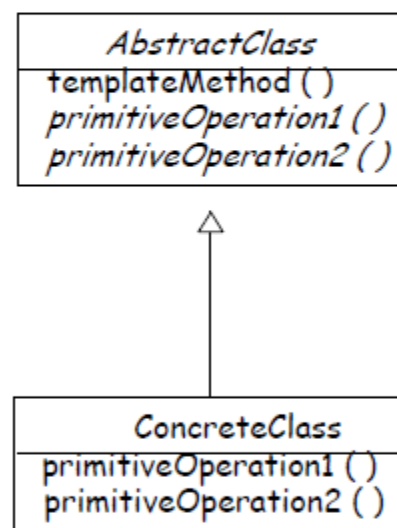 AbstractClass
templateMethod ( )
primitiveOperation1 ( )
primitiveOperation2 ( )
ConcreteClass
primitiveOperation1 ( )
primitiveOperation2 ( )